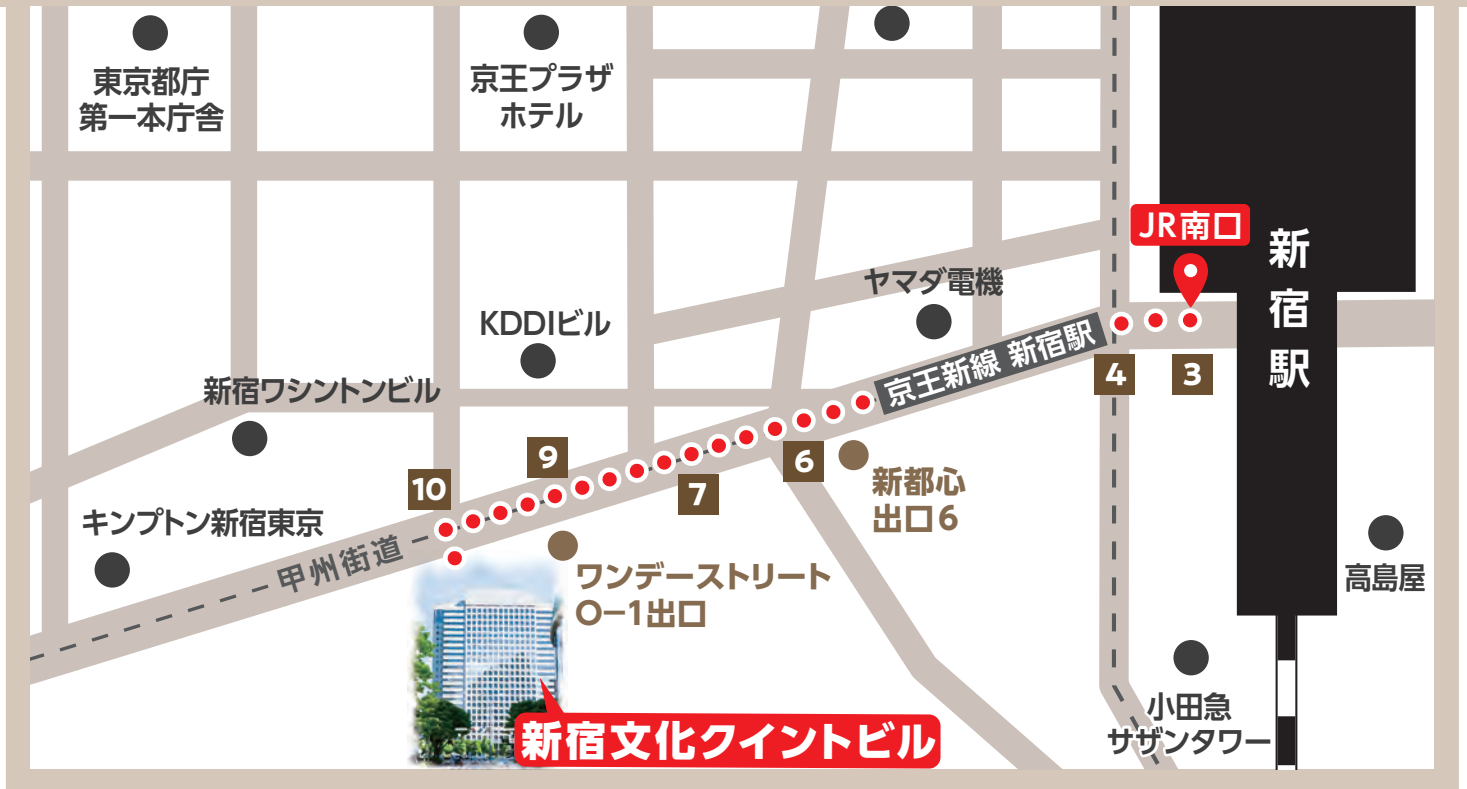 東京都庁
第一本庁舎
京王プラザ
ホテル
JR南口
新宿駅
ヤマダ電機
KDDIビル
京王新線 新宿駅
4
3
新宿ワシントンビル
9
6
新都心
出口6
10
7
キンプトン新宿東京
甲州街道
ワンデーストリート
O−1出口
高島屋
小田急
サザンタワー
新宿文化クイントビル